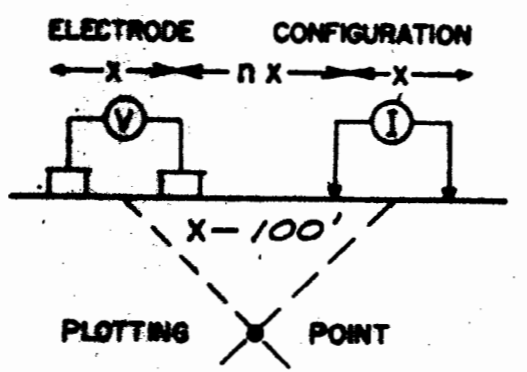 ELECTRODE CONFIGURATION
x n x x
V I
x - 100'
PLOTTING POINT